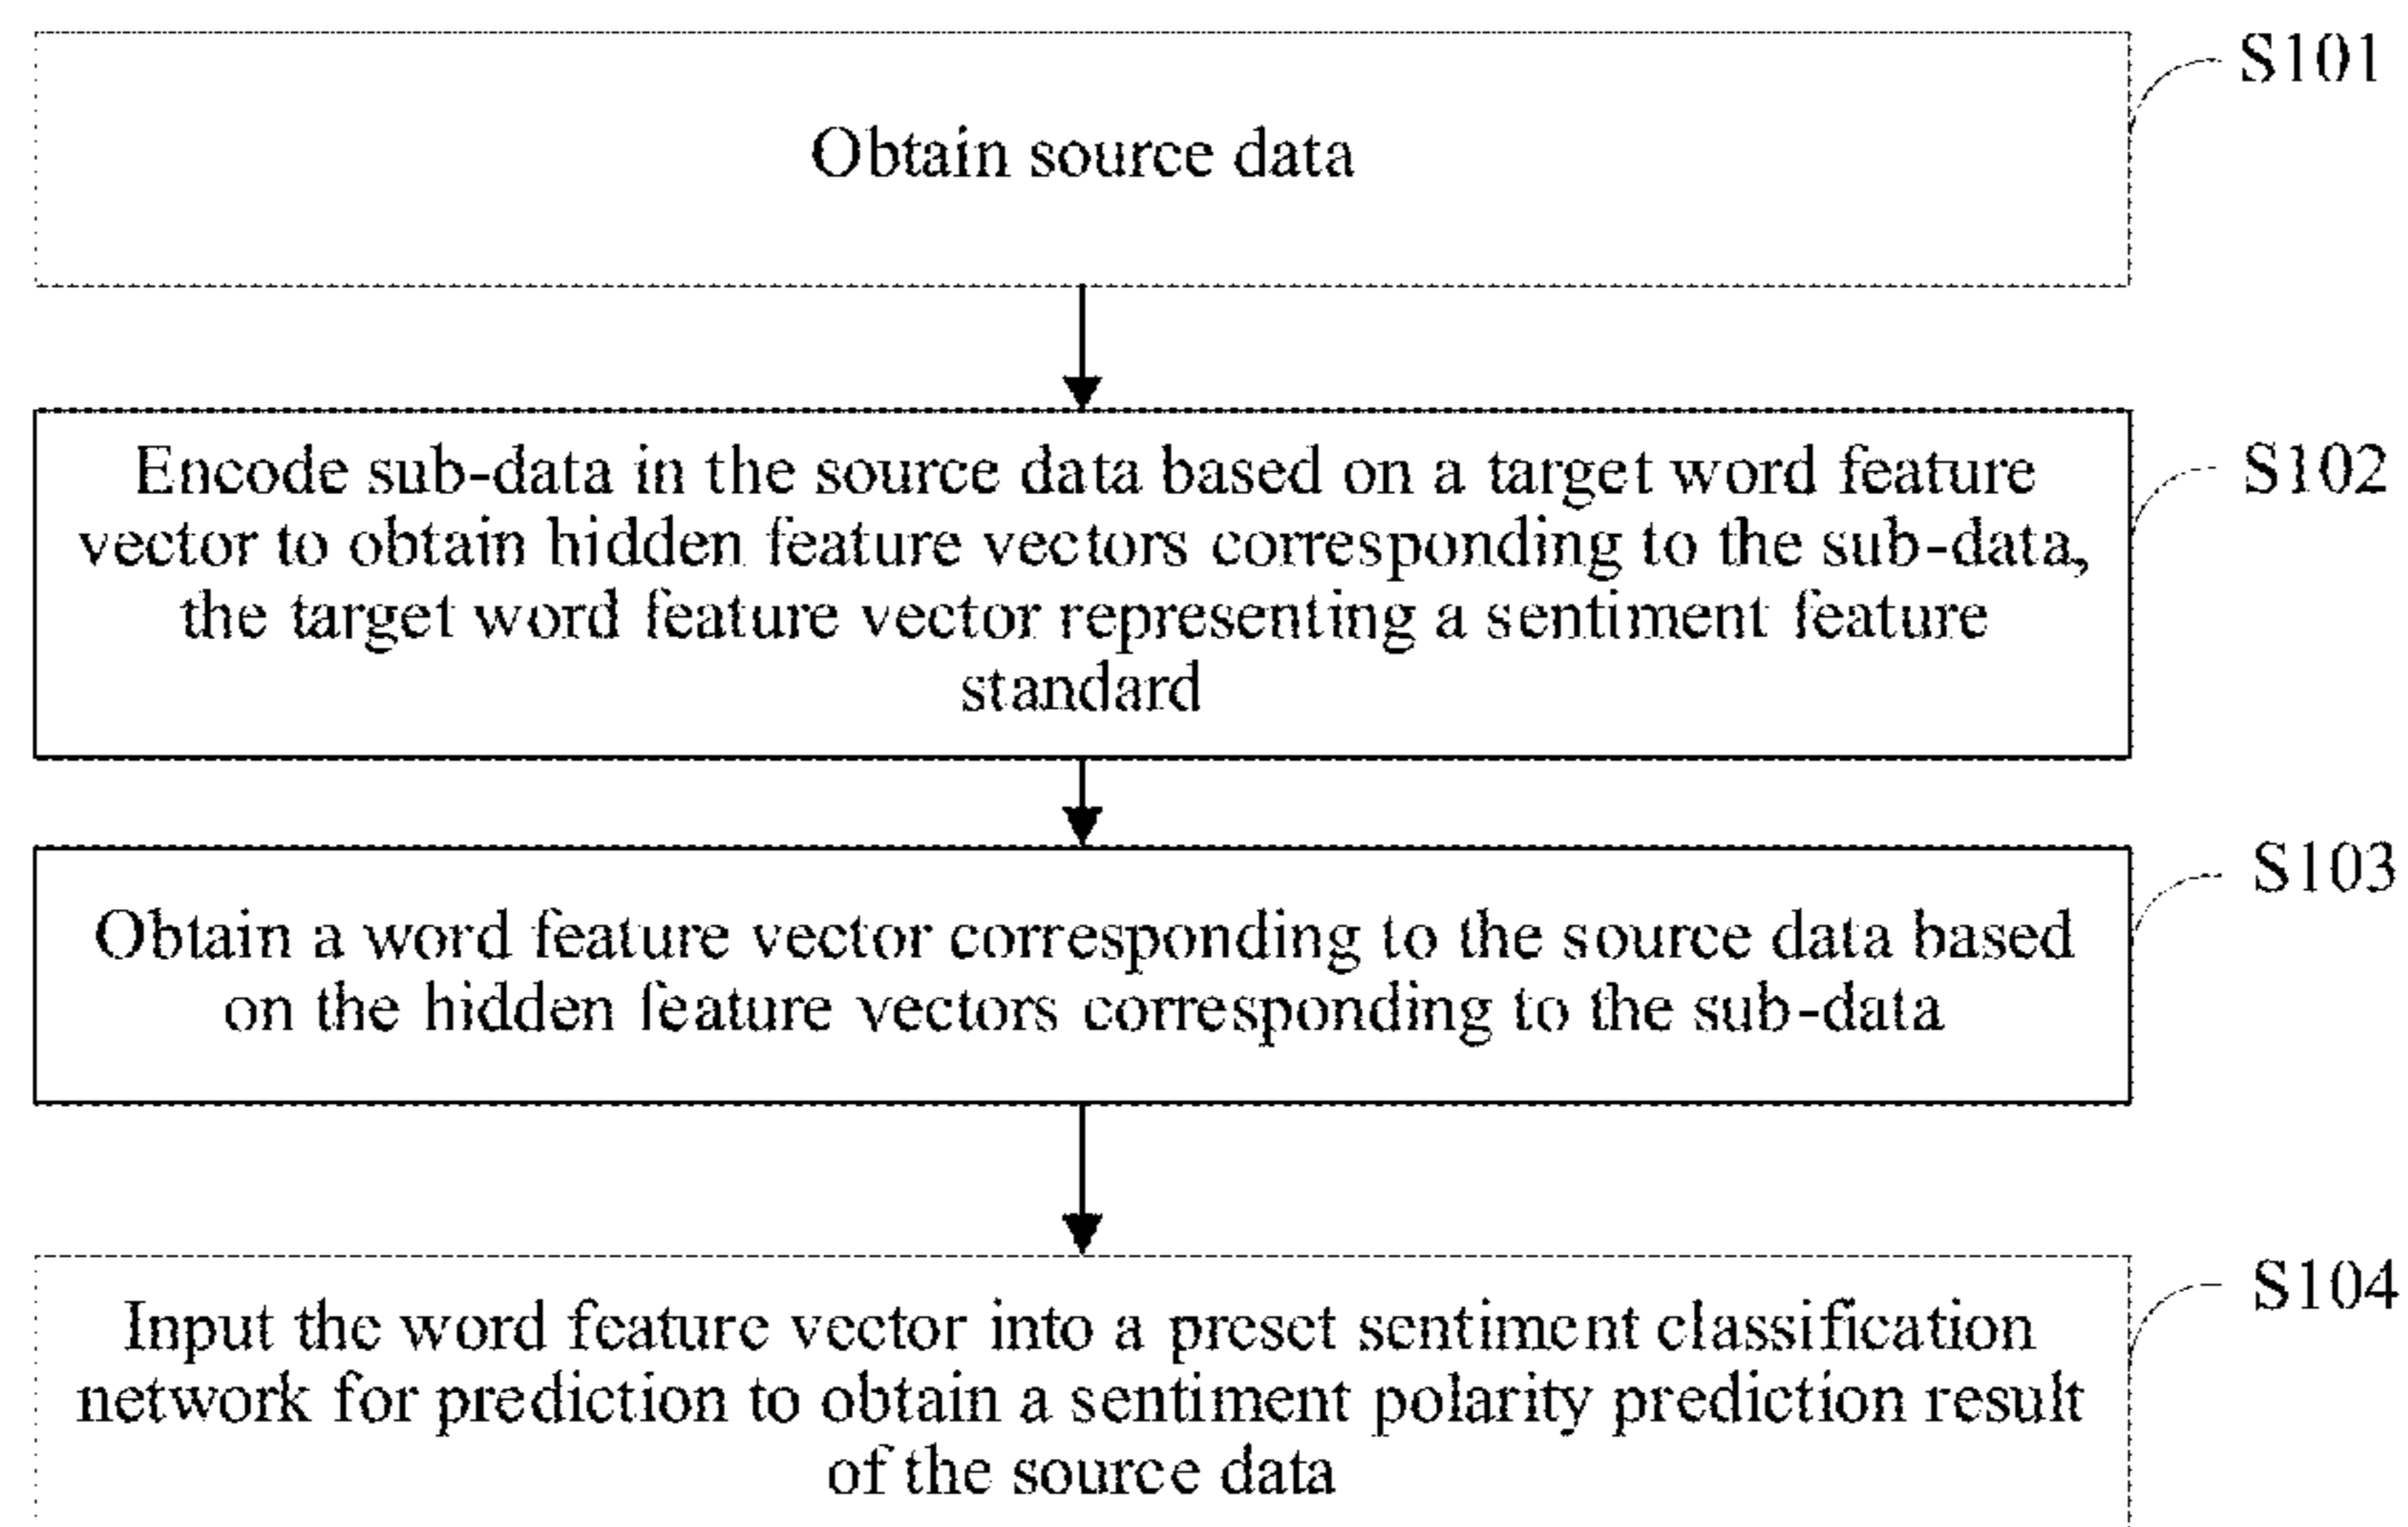 S101
Obtain source data
Encode sub-data in the source data based on a target word feature
vector to obtain hidden feature vectors corresponding to the sub-data,
the target word feature vector representing a sentiment feature
standard
S102
Obtain a word feature vector corresponding to the source data based
on the hidden feature vectors corresponding to the sub-data
S103
Input the word feature vector into a preset sentiment classification
network for prediction to obtain a sentiment polarity prediction result
of the source data
S104